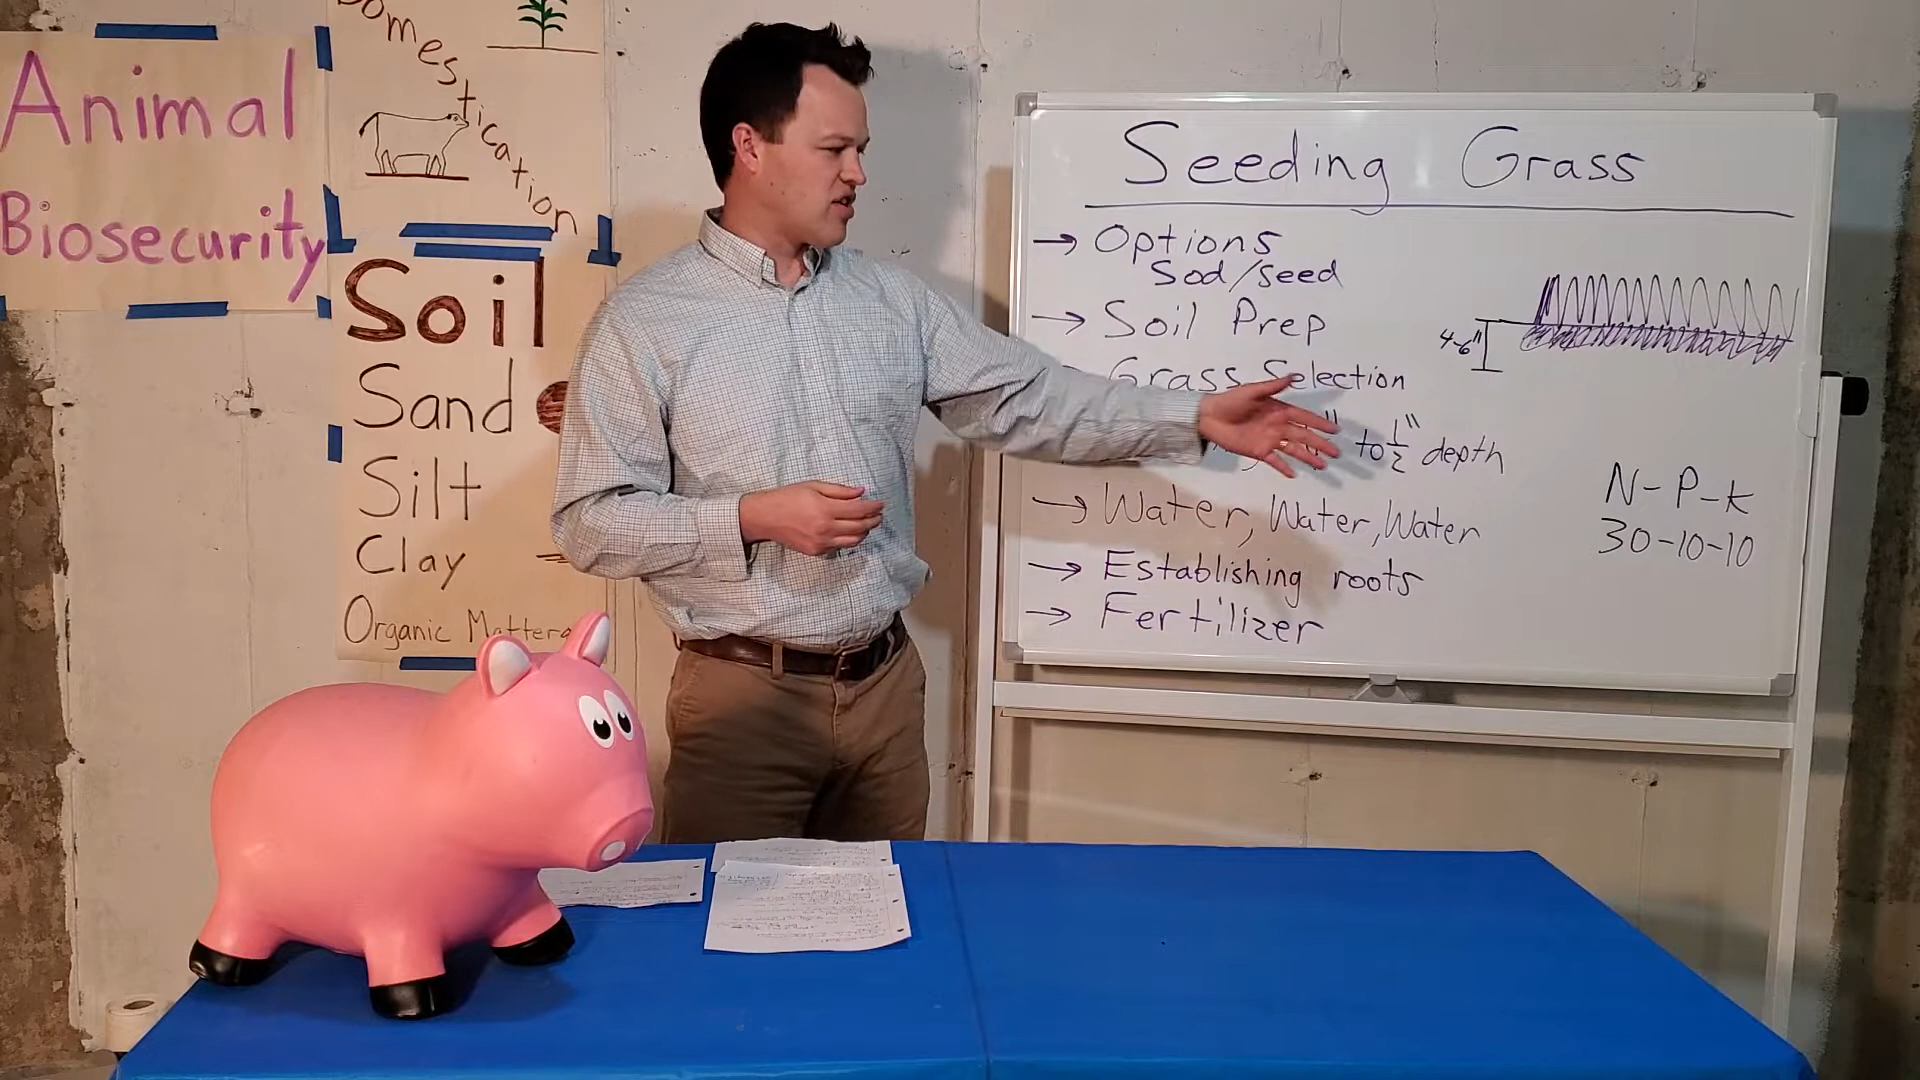 Animal
Biosecurity
Domestication
Soil
Sand
Silt
Clay
Organic Matter
Seeding Grass
→ Options
Sod/seed
→ Soil Prep
4-6"
Grass Selection
" to 1/2" depth
→ Water, Water, Water
→ Establishing roots
→ Fertilizer
N-P-K
30-10-10